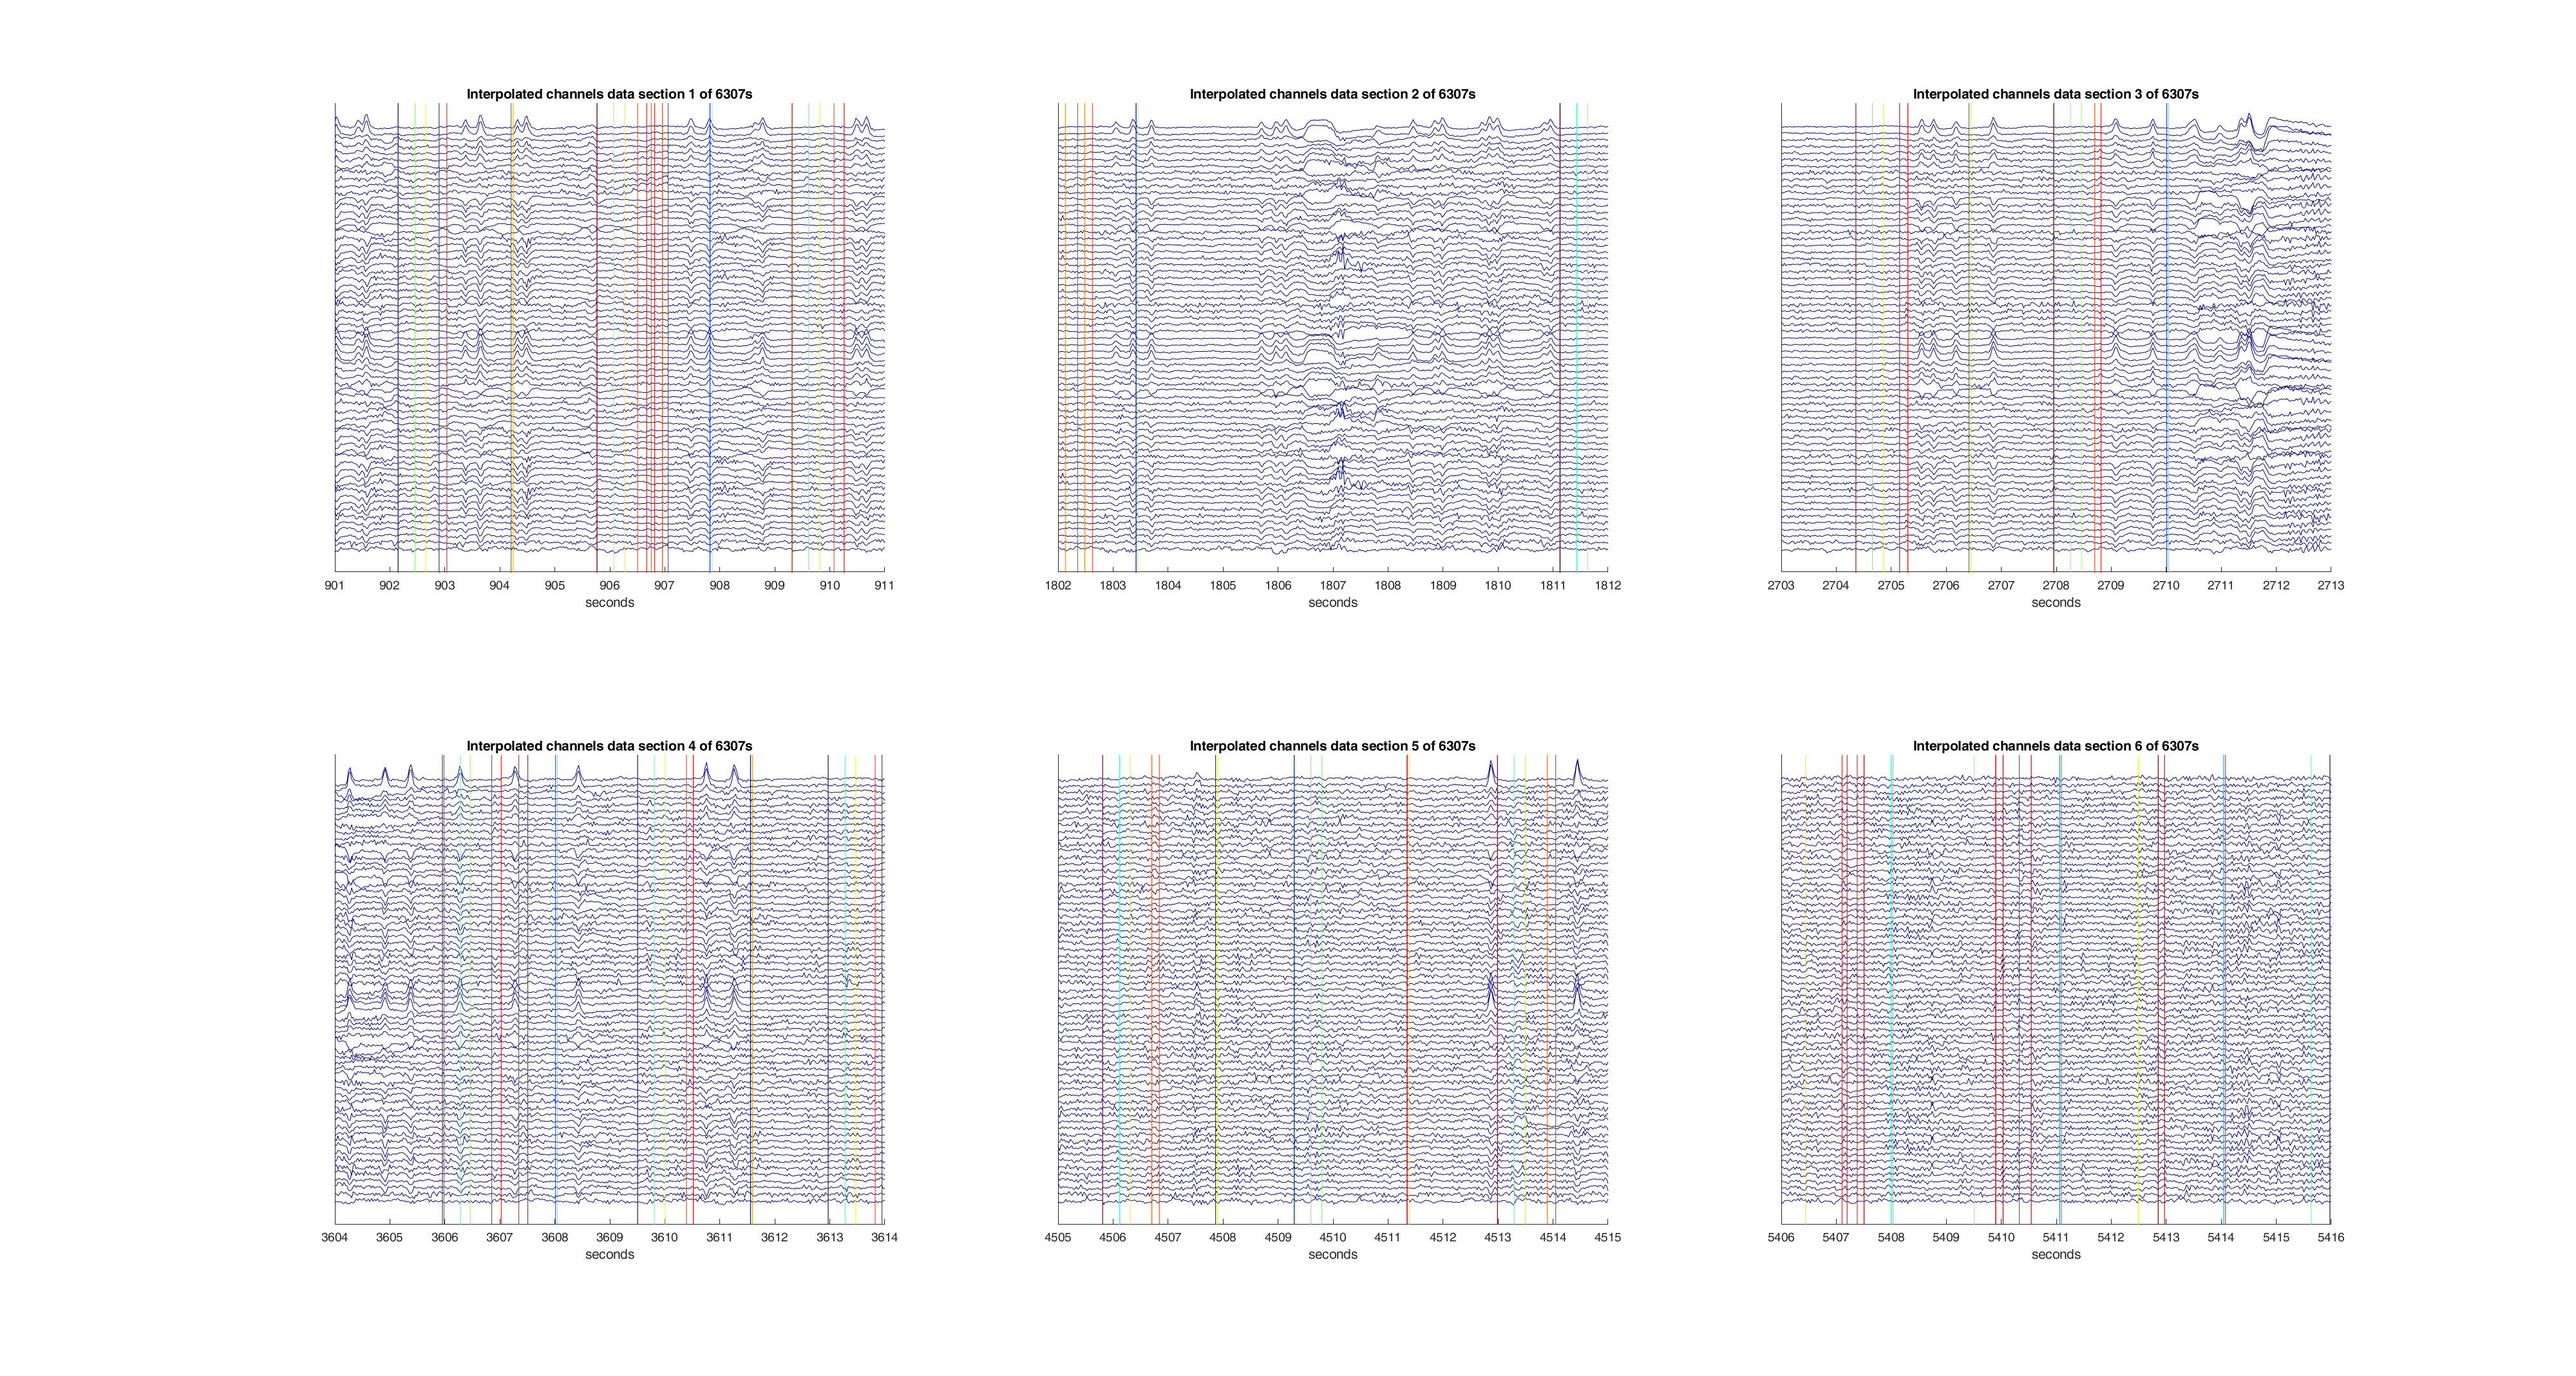 Interpolated channels data section 1 of 6307s
901 902 903 904 905 906 907 908 909 910 911
seconds
Interpolated channels data section 2 of 6307s
1802 1803 1804 1805 1806 1807 1808 1809 1810 1811 1812
seconds
Interpolated channels data section 3 of 6307s
2703 2704 2705 2706 2707 2708 2709 2710 2711 2712 2713
seconds
Interpolated channels data section 4 of 6307s
3604 3605 3606 3607 3608 3609 3610 3611 3612 3613 3614
seconds
Interpolated channels data section 5 of 6307s
4505 4506 4507 4508 4509 4510 4511 4512 4513 4514 4515
seconds
Interpolated channels data section 6 of 6307s
5406 5407 5408 5409 5410 5411 5412 5413 5414 5415 5416
seconds